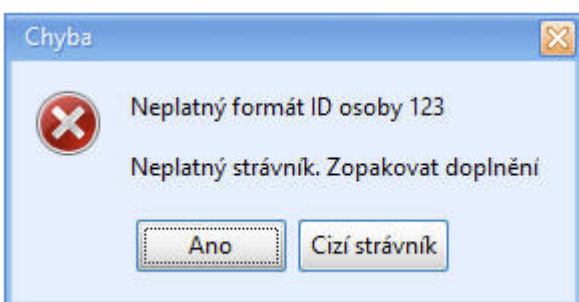 Chyba
Neplatný formát ID osoby 123
Neplatný strávník. Zopakovat doplnění
Ano
Cizí strávník